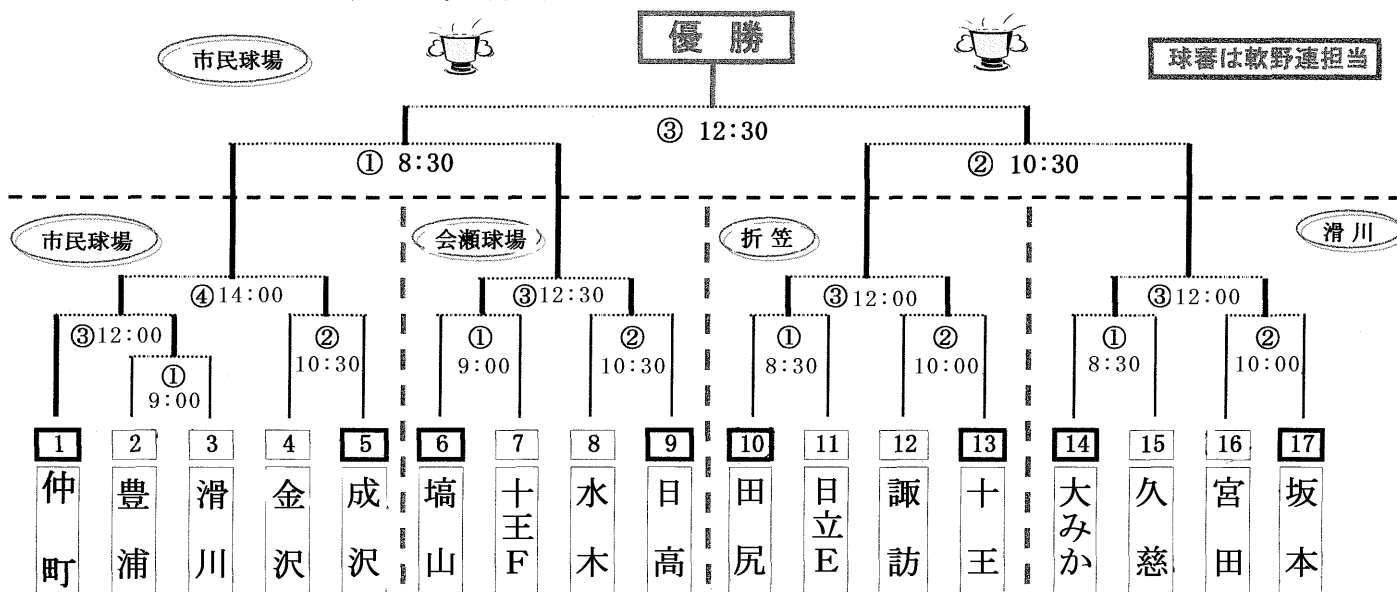 優勝
市民球場
球審は軟野連担当
③ 12:30
① 8:30
② 10:30
市民球場
会瀬球場
折笠
滑川
④14:00
③12:30
③12:00
③12:00
③12:00
②
10:30
①
9:00
②
10:30
①
8:30
②
10:00
①
8:30
②
10:00
①
9:00
1 2 3 4 5 6 7 8 9 10 11 12 13 14 15 16 17
仲町
豊浦
滑川
金沢
成沢
塙山
十王F
水木
日高
田尻
日立E
諏訪
十王
大みか
久慈
宮田
坂本